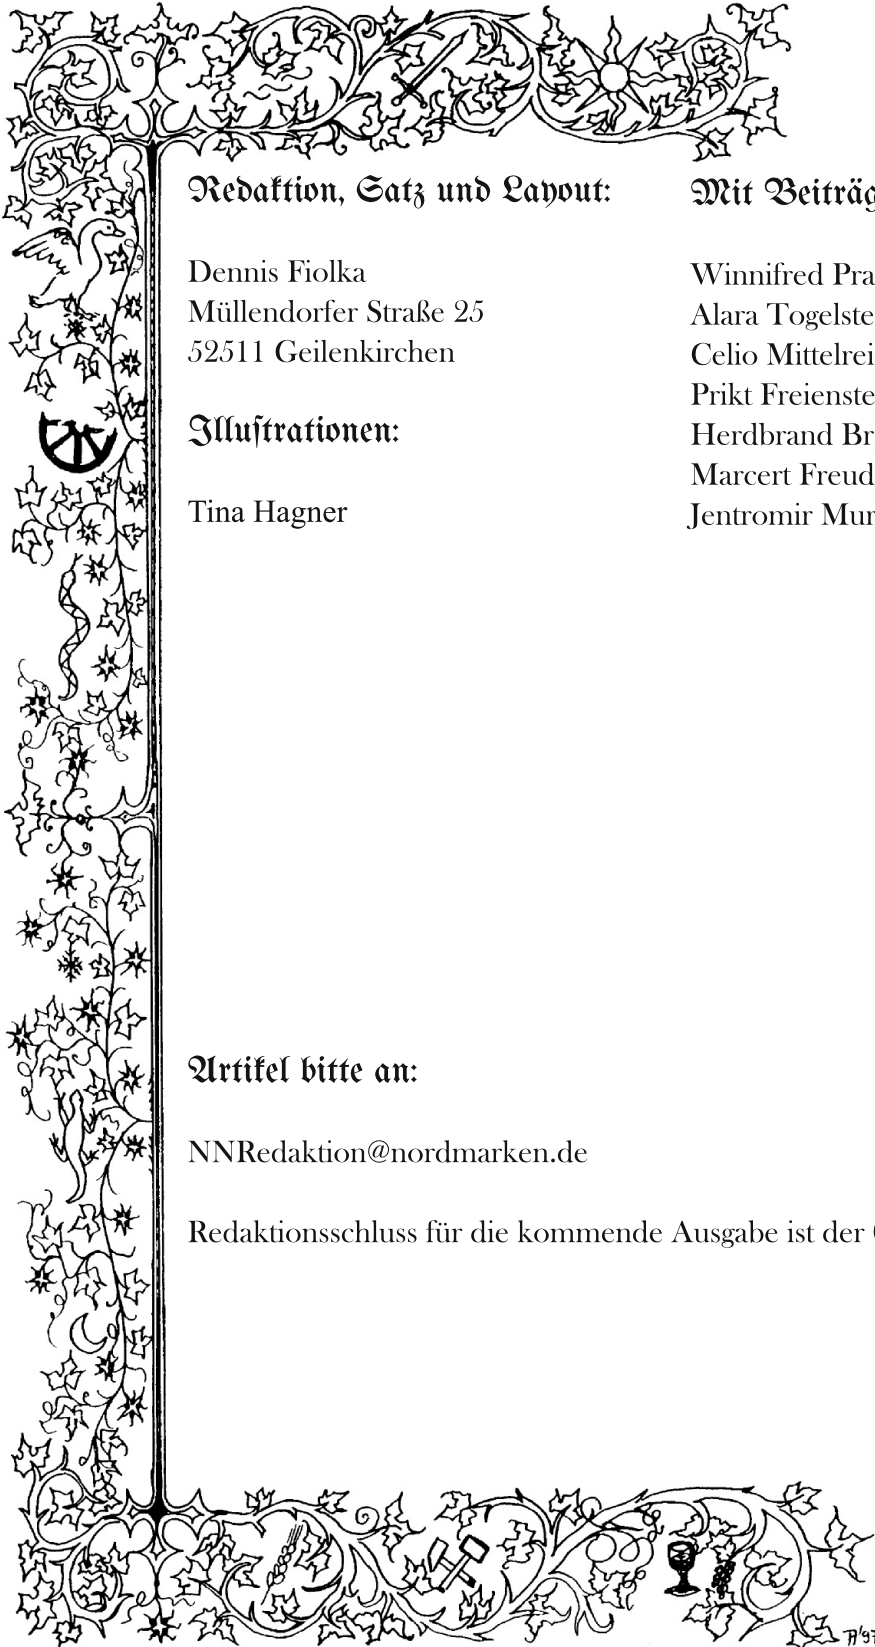 Redaktion, Satz und Layout:
Dennis Fiolka
Müllendorfer Straße 25
52511 Geilenkirchen
Illustrationen:
Tina Hagner
Mit Beiträg
Winnifred Pra
Alara Togelste
Celio Mittelrei
Prikt Freienste
Herdbrand Br
Marcert Freud
Jentromir Mur
Artikel bitte an:
NNRedaktion@nordmarken.de
Redaktionsschluss für die kommende Ausgabe ist der